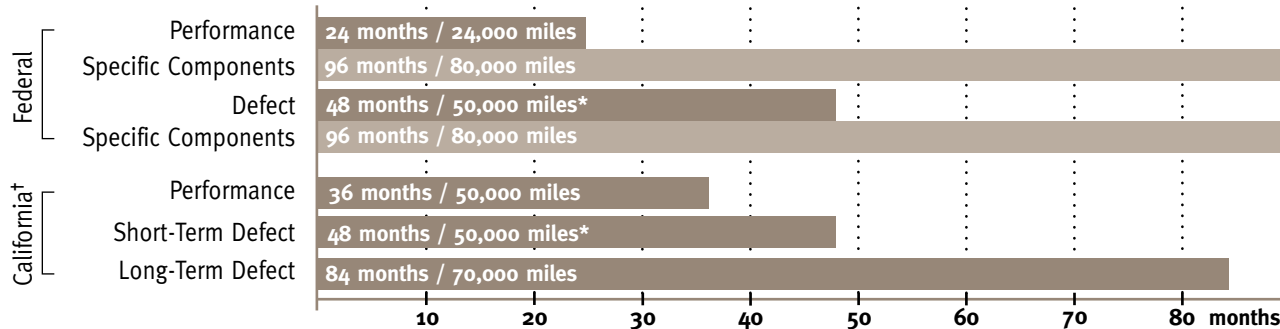 Federal
Performance 24 months / 24,000 miles
Specific Components 96 months / 80,000 miles
Defect 48 months / 50,000 miles*
Specific Components 96 months / 80,000 miles
California†
Performance 36 months / 50,000 miles
Short-Term Defect 48 months / 50,000 miles*
Long-Term Defect 84 months / 70,000 miles
10 20 30 40 50 60 70 80 months